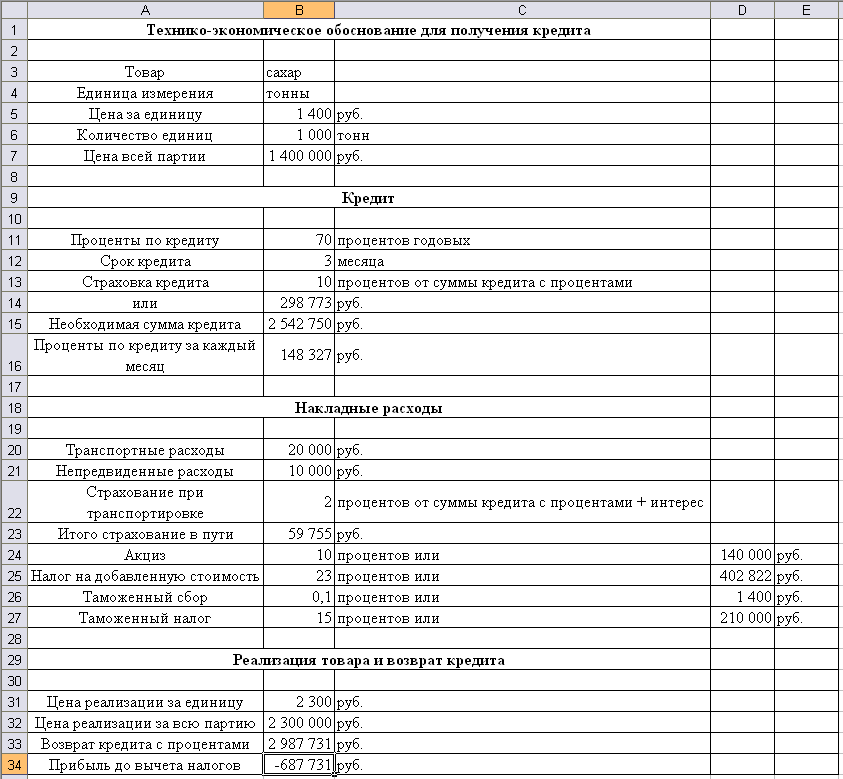 A B C D E
1 Технико-экономическое обоснование для получения кредита
2
3 Товар сахар
4 Единица измерения тонны
5 Цена за единицу 1 400 руб.
6 Количество единиц 1 000 тонн
7 Цена всей партии 1 400 000 руб.
8
9 Кредит
10
11 Проценты по кредиту 70 процентов годовых
12 Срок кредита 3 месяца
13 Страховка кредита 10 процентов от суммы кредита с процентами
14 или 298 773 руб.
15 Необходимая сумма кредита 2 542 750 руб.
Проценты по кредиту за каждый
16 месяц 148 327 руб.
17
18 Накладные расходы
19
20 Транспортные расходы 20 000 руб.
21 Непредвиденные расходы 10 000 руб.
Страхование при
22 транспортировке 2 процентов от суммы кредита с процентами + интерес
23 Итого страхование в пути 59 755 руб.
24 Акциз 10 процентов или 140 000 руб.
25 Налог на добавленную стоимость 23 процентов или 402 822 руб.
26 Таможенный сбор 0,1 процентов или 1 400 руб.
27 Таможенный налог 15 процентов или 210 000 руб.
28
29 Реализация товара и возврат кредита
30
31 Цена реализации за единицу 2 300 руб.
32 Цена реализации за всю партию 2 300 000 руб.
33 Возврат кредита с процентами 2 987 731 руб.
34 Прибыль до вычета налогов -687 731 руб.